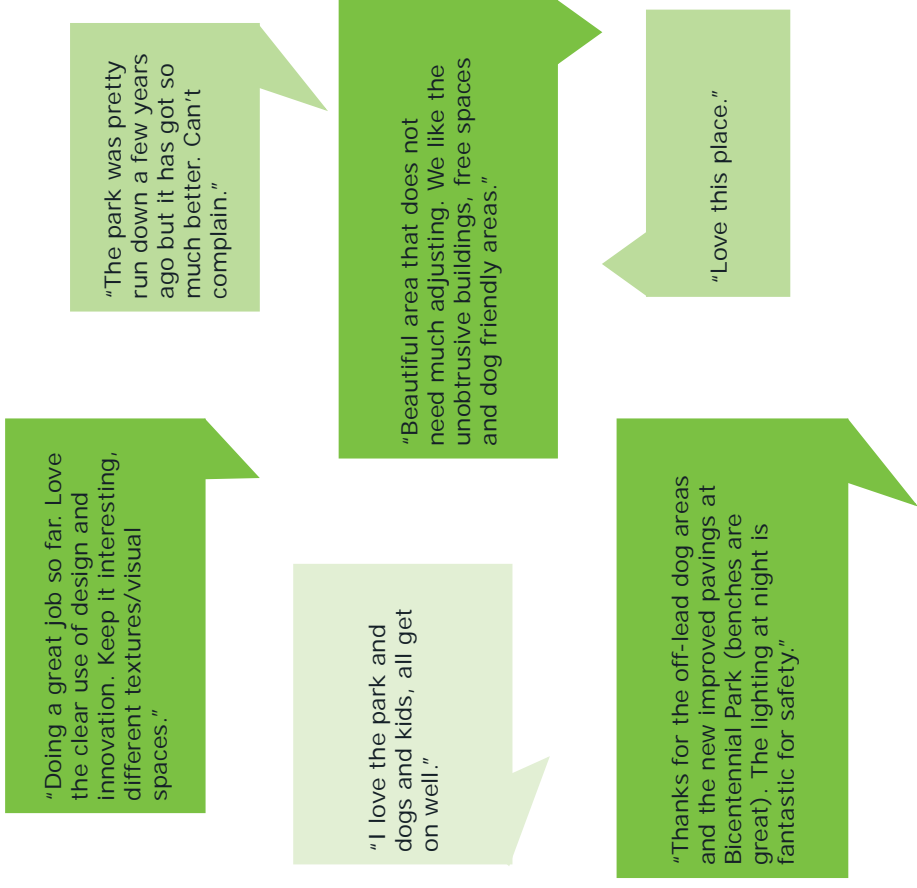 “Doing a great job so far. Love
the clear use of design and
innovation. Keep it interesting,
different textures/visual
spaces.”
“The park was pretty
run down a few years
ago but it has got so
much better. Can’t
complain.”
“I love the park and
dogs and kids, all get
on well.”
“Beautiful area that does not
need much adjusting. We like the
unobtrusive buildings, free spaces
and dog friendly areas.”
“Thanks for the off-lead dog areas
and the new improved pavings at
Bicentennial Park (benches are
great). The lighting at night is
fantastic for safety.”
“Love this place.”